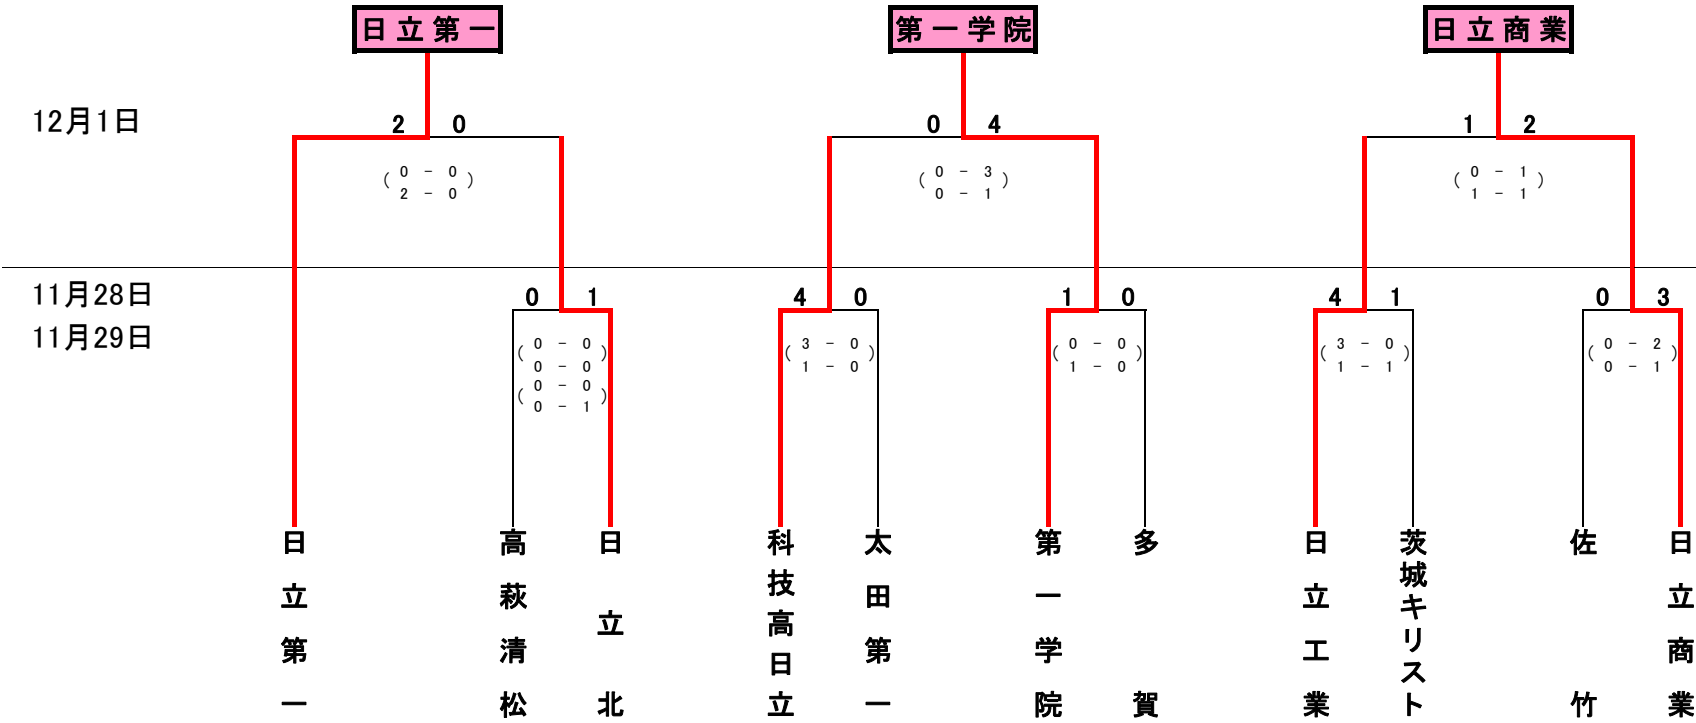 日立第一 第一学院 日立商業
12月1日
2 0 0 4 1 2
( 0 - 0 ) ( 0 - 3 ) ( 0 - 1 )
2 - 0 0 - 1 1 - 1
11月28日
0 1 4 0 1 0 4 1 0 3
11月29日
( 0 - 0 ) ( 3 - 0 ) ( 0 - 0 ) ( 3 - 0 ) ( 0 - 2 )
0 - 0 1 - 0 1 - 0 1 - 1 0 - 1
( 0 - 0 )
0 - 1
日立第一
高萩清松
日立北
科技高日立
太田第一
第一学院
多賀
日立工業
茨城キリスト
佐竹
日立商業